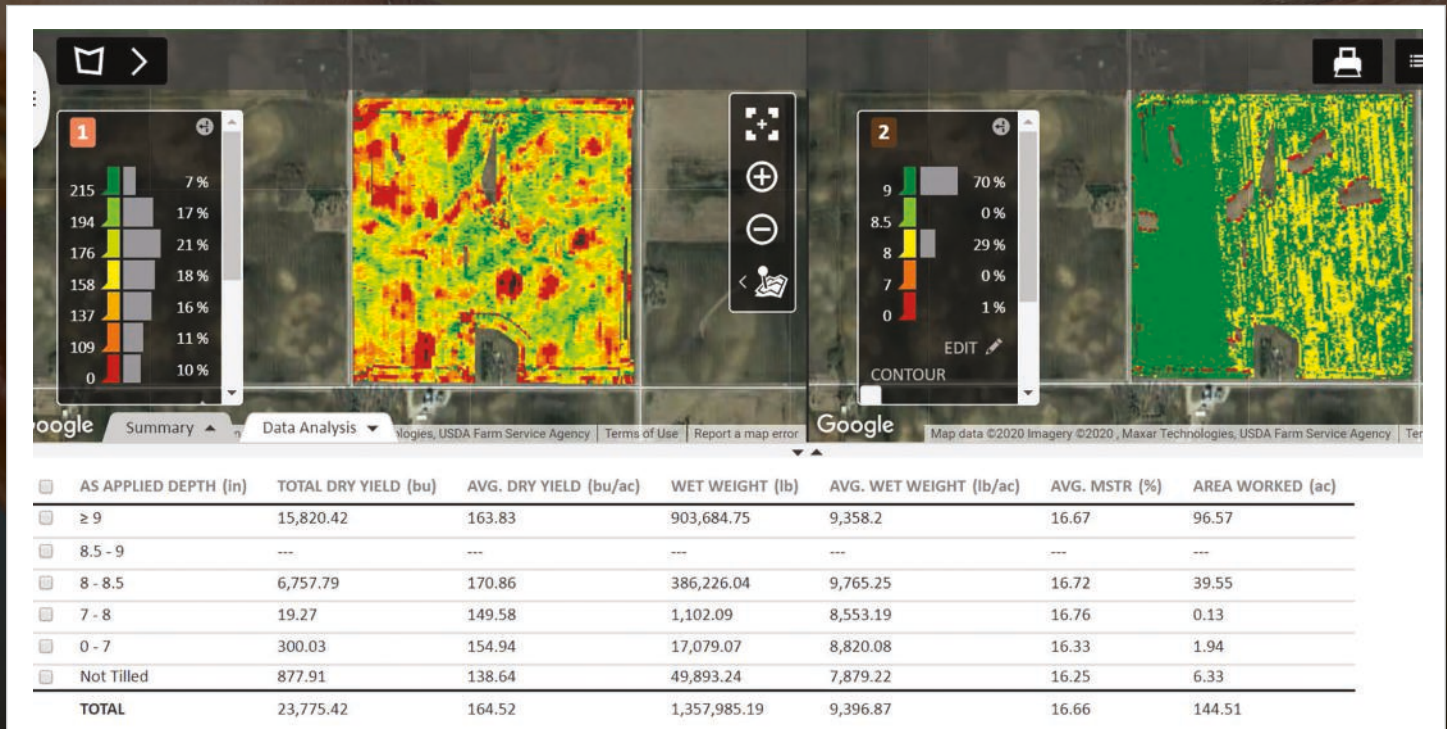 1
215 7 %
194 17 %
176 21 %
158 18 %
137 16 %
109 11 %
0 10 %
2
9 70 %
8.5 0 %
8 29 %
7 0 %
0 1 %
EDIT
CONTOUR
oogle
Summary Data Analysis
ologies, USDA Farm Service Agency Terms of Use Report a map error
Google
Map data ©2020 Imagery ©2020 , Maxar Technologies, USDA Farm Service Agency Ter
AS APPLIED DEPTH (in) TOTAL DRY YIELD (bu) AVG. DRY YIELD (bu/ac) WET WEIGHT (lb) AVG. WET WEIGHT (lb/ac) AVG. MSTR (%) AREA WORKED (ac)
≥ 9 15,820.42 163.83 903,684.75 9,358.2 16.67 96.57
8.5 - 9 --- --- --- --- --- ---
8 - 8.5 6,757.79 170.86 386,226.04 9,765.25 16.72 39.55
7 - 8 19.27 149.58 1,102.09 8,553.19 16.76 0.13
0 - 7 300.03 154.94 17,079.07 8,820.08 16.33 1.94
Not Tilled 877.91 138.64 49,893.24 7,879.22 16.25 6.33
TOTAL 23,775.42 164.52 1,357,985.19 9,396.87 16.66 144.51